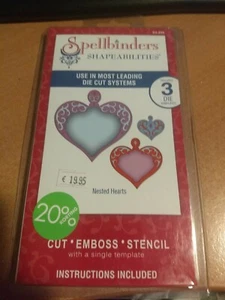 Spellbinders
SHAPEABILITIES
USE IN MOST LEADING
DIE CUT SYSTEMS
3
DIE
€ 19.95
Nested Hearts
20%
CUT * EMBOSS * STENCIL
with a single template
INSTRUCTIONS INCLUDED